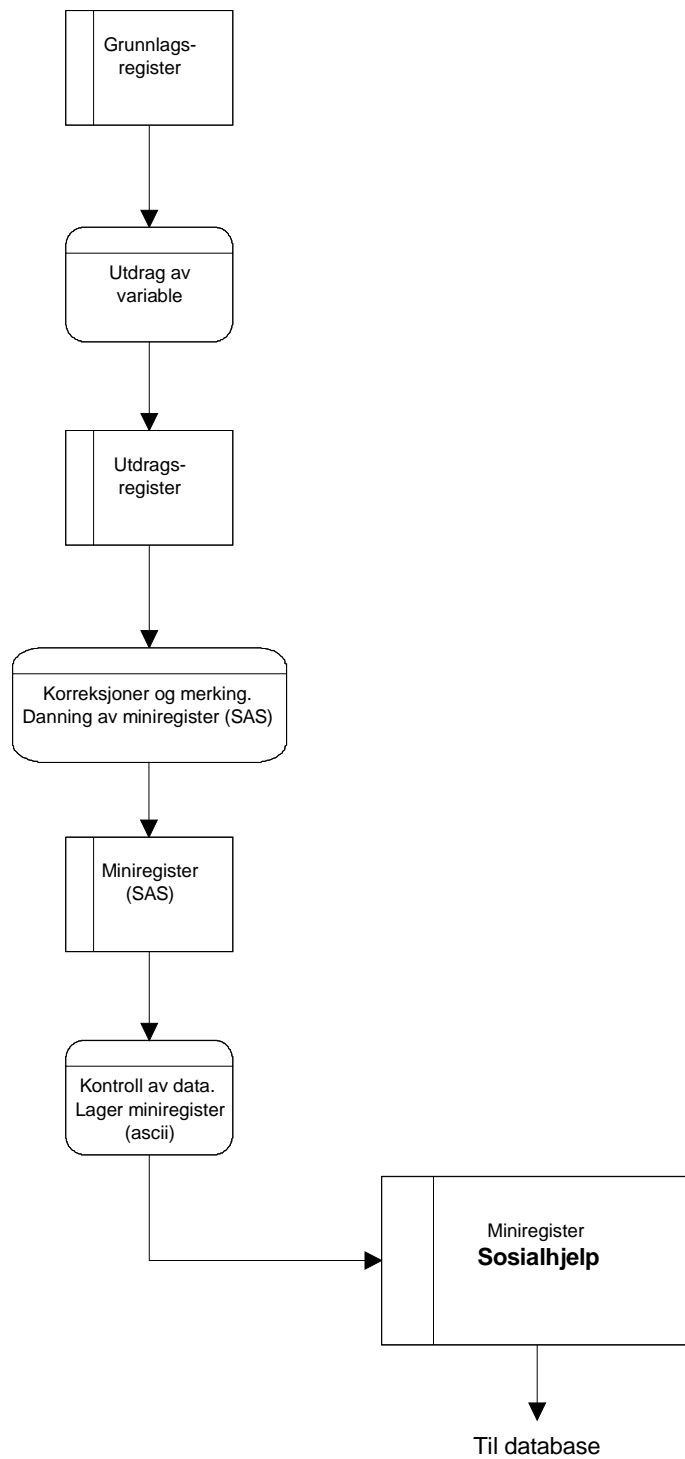 Grunnlags-
register
Utdrag av
variable
Utdrags-
register
Korreksjoner og merking.
Danning av miniregister (SAS)
Miniregister
(SAS)
Kontroll av data.
Lager miniregister
(ascii)
Miniregister
Sosialhjelp
Til database